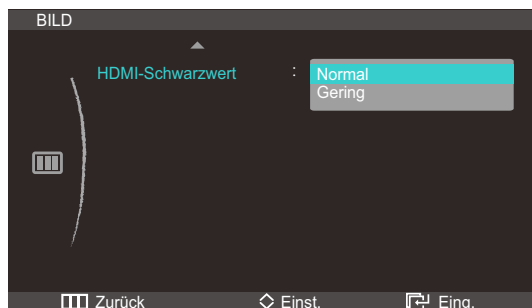 BILD
HDMI-Schwarzwert : Normal
Gering
Zurück Einst. Eing.